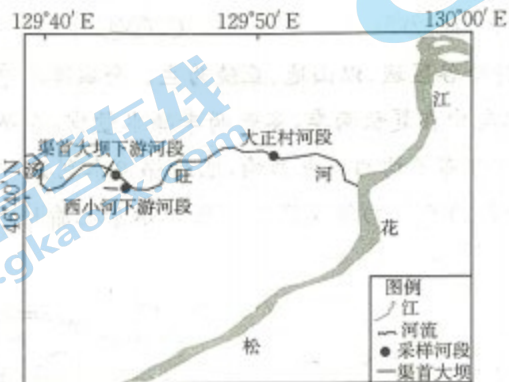 129°40′E 129°50′E 130°00′E
江
大正村河段
渠首大坝下游河段
汤 旺 河
46°40′N
西小河下游河段
花
松
图例
江
河流
采样河段
渠首大坝